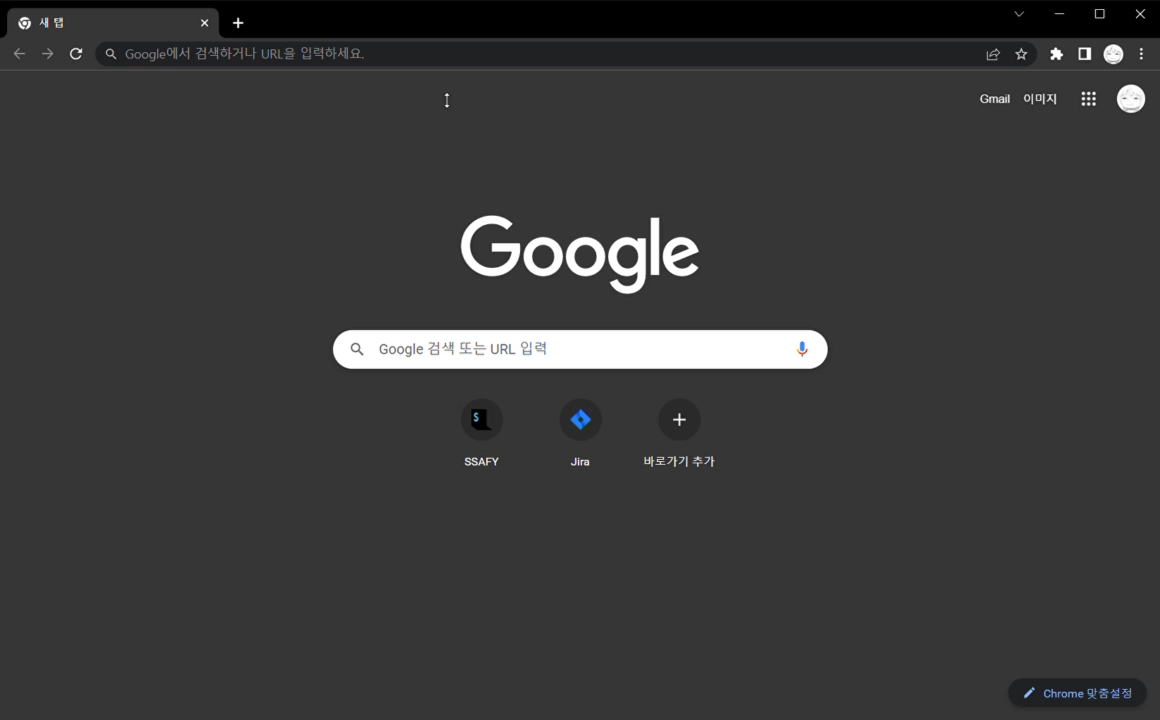 새 탭
Google에서 검색하거나 URL을 입력하세요.
Gmail 이미지
Google
Google 검색 또는 URL 입력
S
SSAFY Jira 바로가기 추가
Chrome 맞춤설정